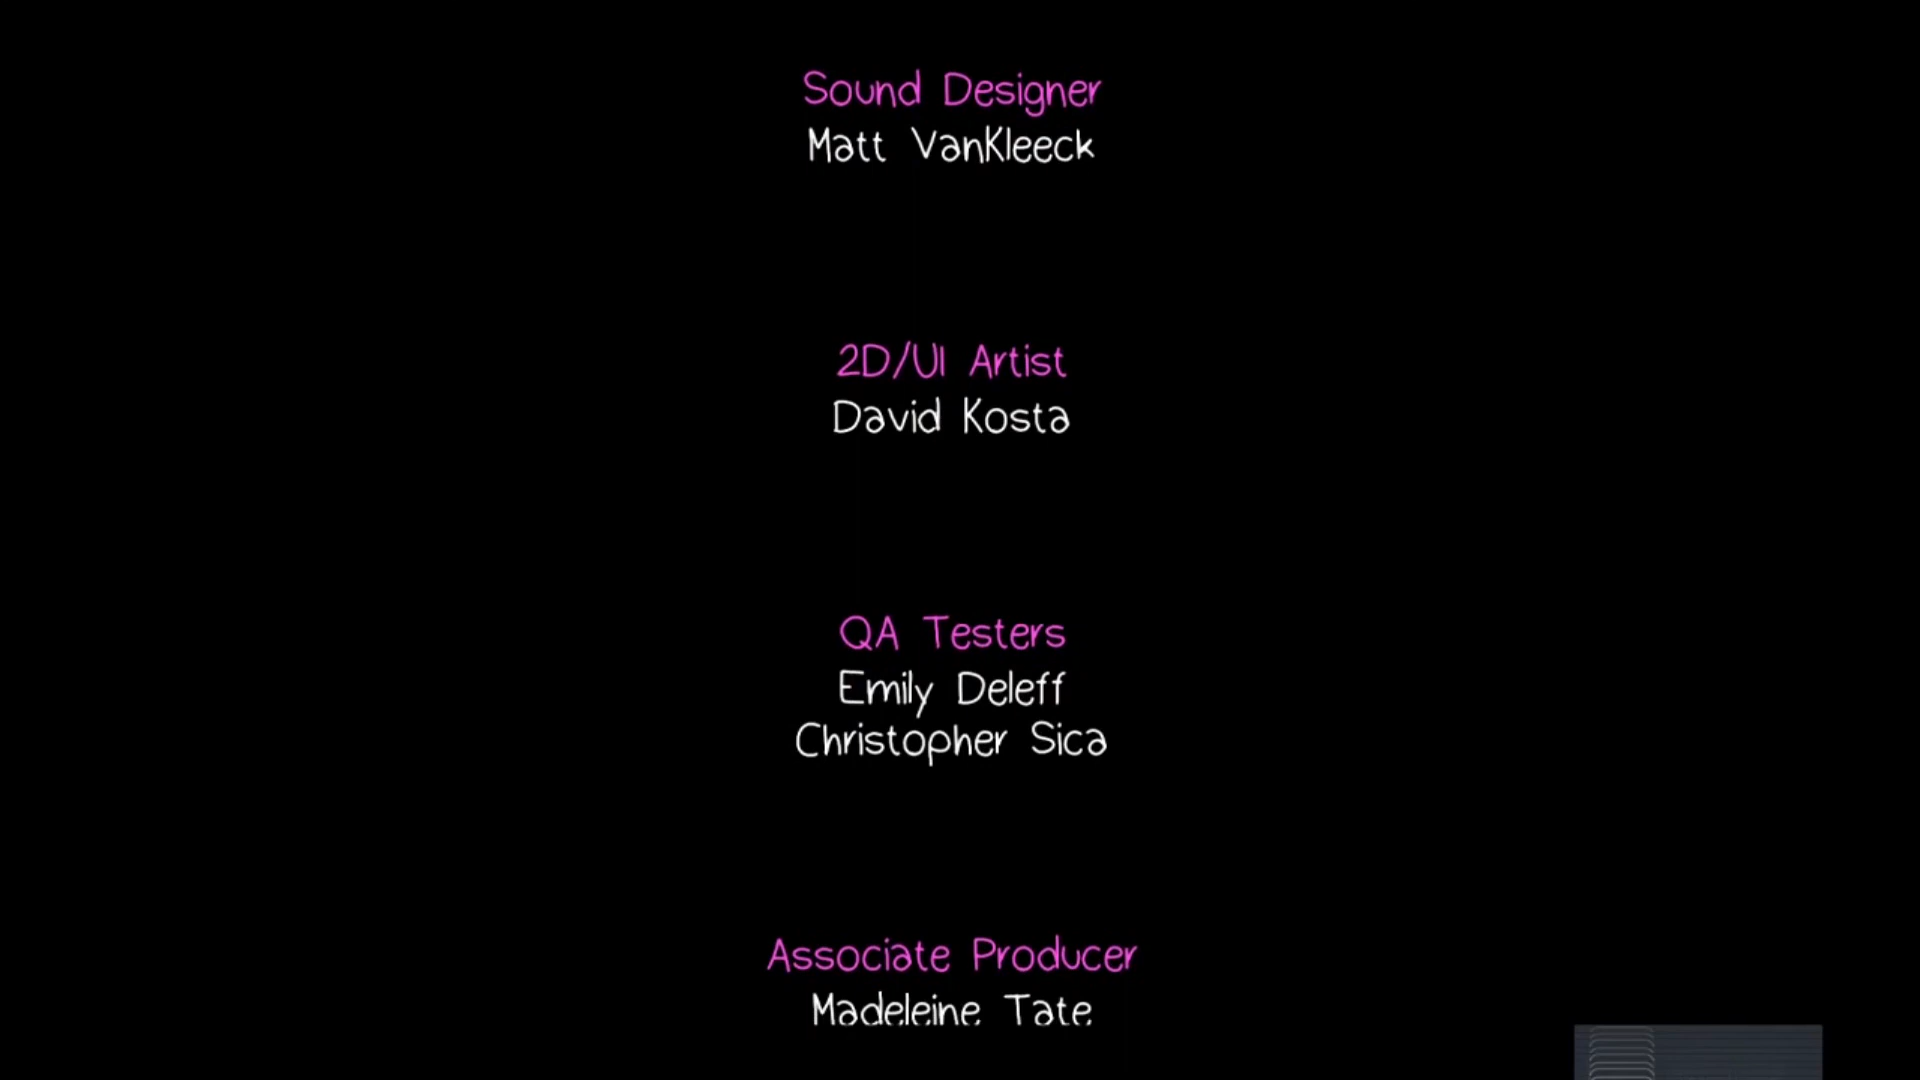 Sound Designer
Matt VanKleeck
2D/UI Artist
David Kosta
QA Testers
Emily Deleff
Christopher Sica
Associate Producer
Madeleine Tate